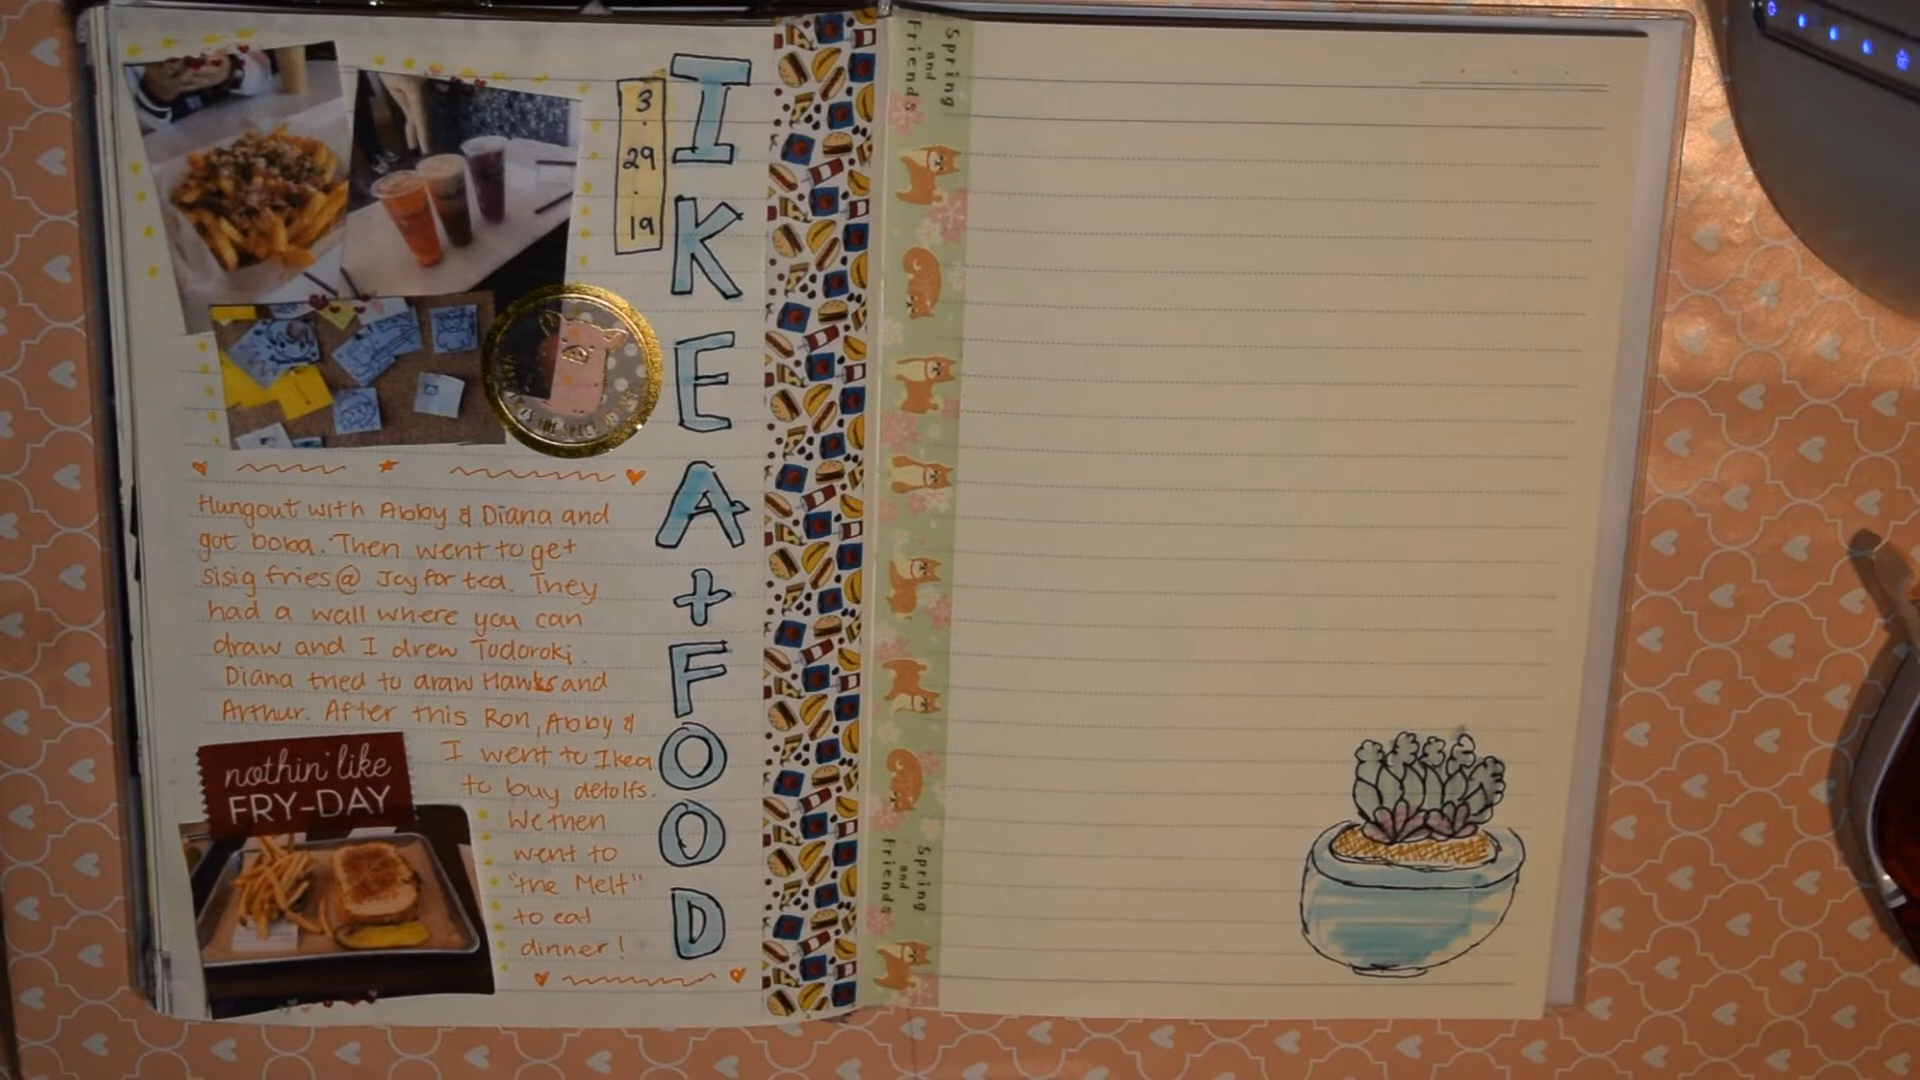 3
.
29
.
19
IKEA + FOOD
Hungout with Abby & Diana and
got boba. Then went to get
sisig fries @ Joy for tea. They
had a wall where you can
draw and I drew Todoroki.
Diana tried to draw Hawks and
Arthur. After this Ron, Abby &
I went to Ikea
to buy detolfs.
We then
went to
"the Melt"
to eat
dinner!
nothin' like
FRY-DAY
Spring
and
Friends
Spring
and
Friends